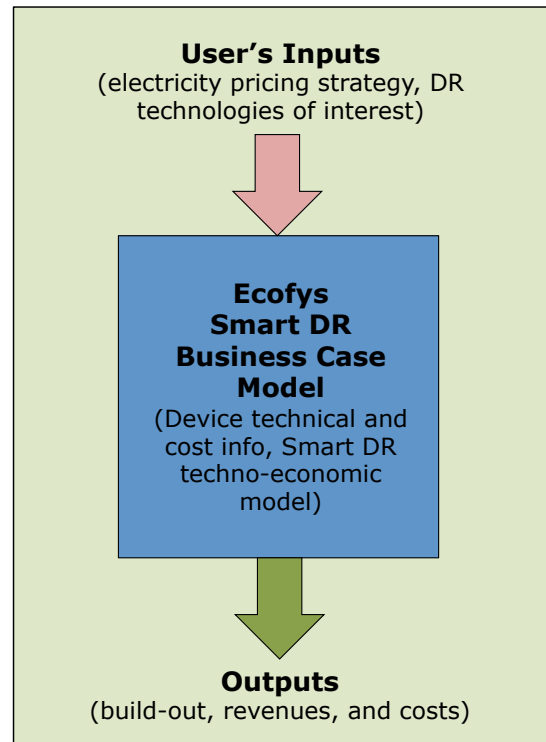 User’s Inputs
(electricity pricing strategy, DR
technologies of interest)
Ecofys
Smart DR
Business Case
Model
(Device technical and
cost info, Smart DR
techno-economic
model)
Outputs
(build-out, revenues, and costs)